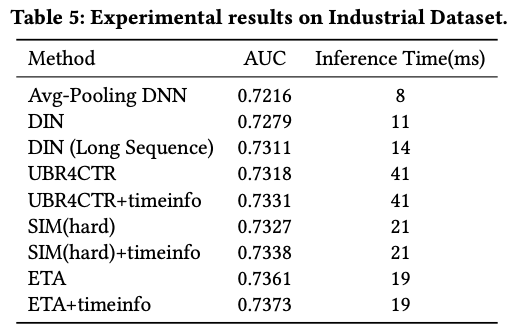 Table 5: Experimental results on Industrial Dataset.
Method AUC Inference Time(ms)
Avg-Pooling DNN 0.7216 8
DIN 0.7279 11
DIN (Long Sequence) 0.7311 14
UBR4CTR 0.7318 41
UBR4CTR+timeinfo 0.7331 41
SIM(hard) 0.7327 21
SIM(hard)+timeinfo 0.7338 21
ETA 0.7361 19
ETA+timeinfo 0.7373 19